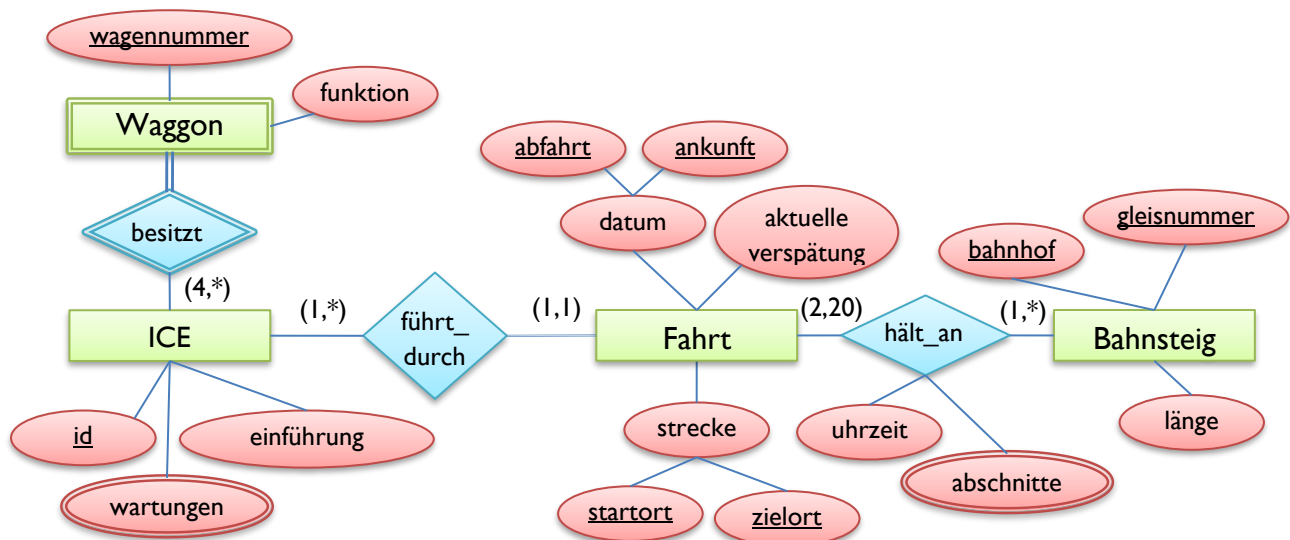 wagennummer
funktion
Waggon
abfahrt
ankunft
besitzt
datum
aktuelle
verspätung
gleisnummer
bahnhof
(4,*)
(1,*)
(1,1)
(2,20)
(1,*)
ICE
führt_
durch
Fahrt
hält_an
Bahnsteig
id
einführung
strecke
uhrzeit
länge
wartungen
startort
zielort
abschnitte